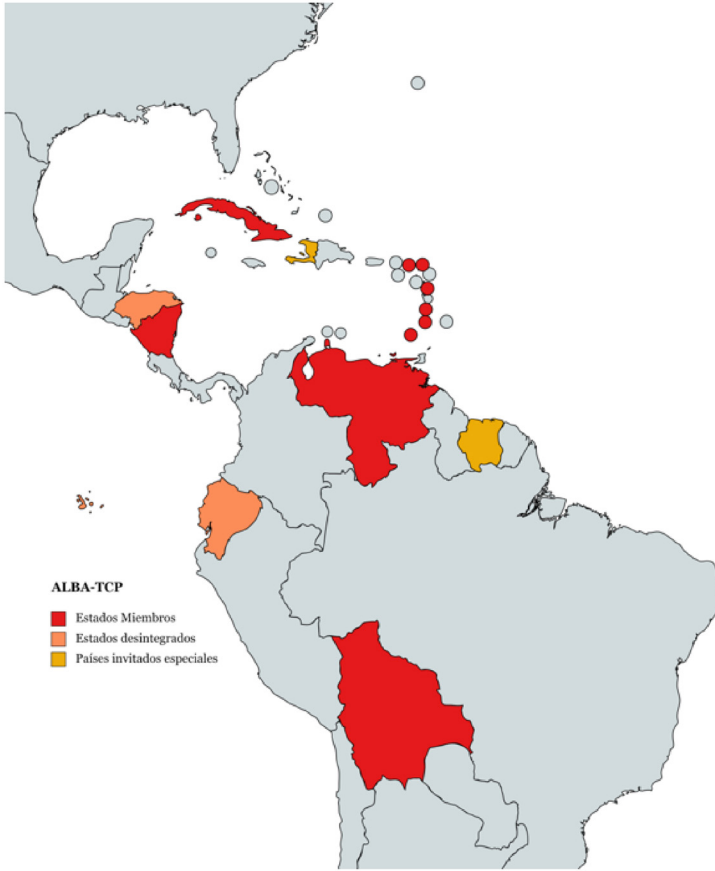 ALBA-TCP
Estados Miembros
Estados desintegrados
Países invitados especiales